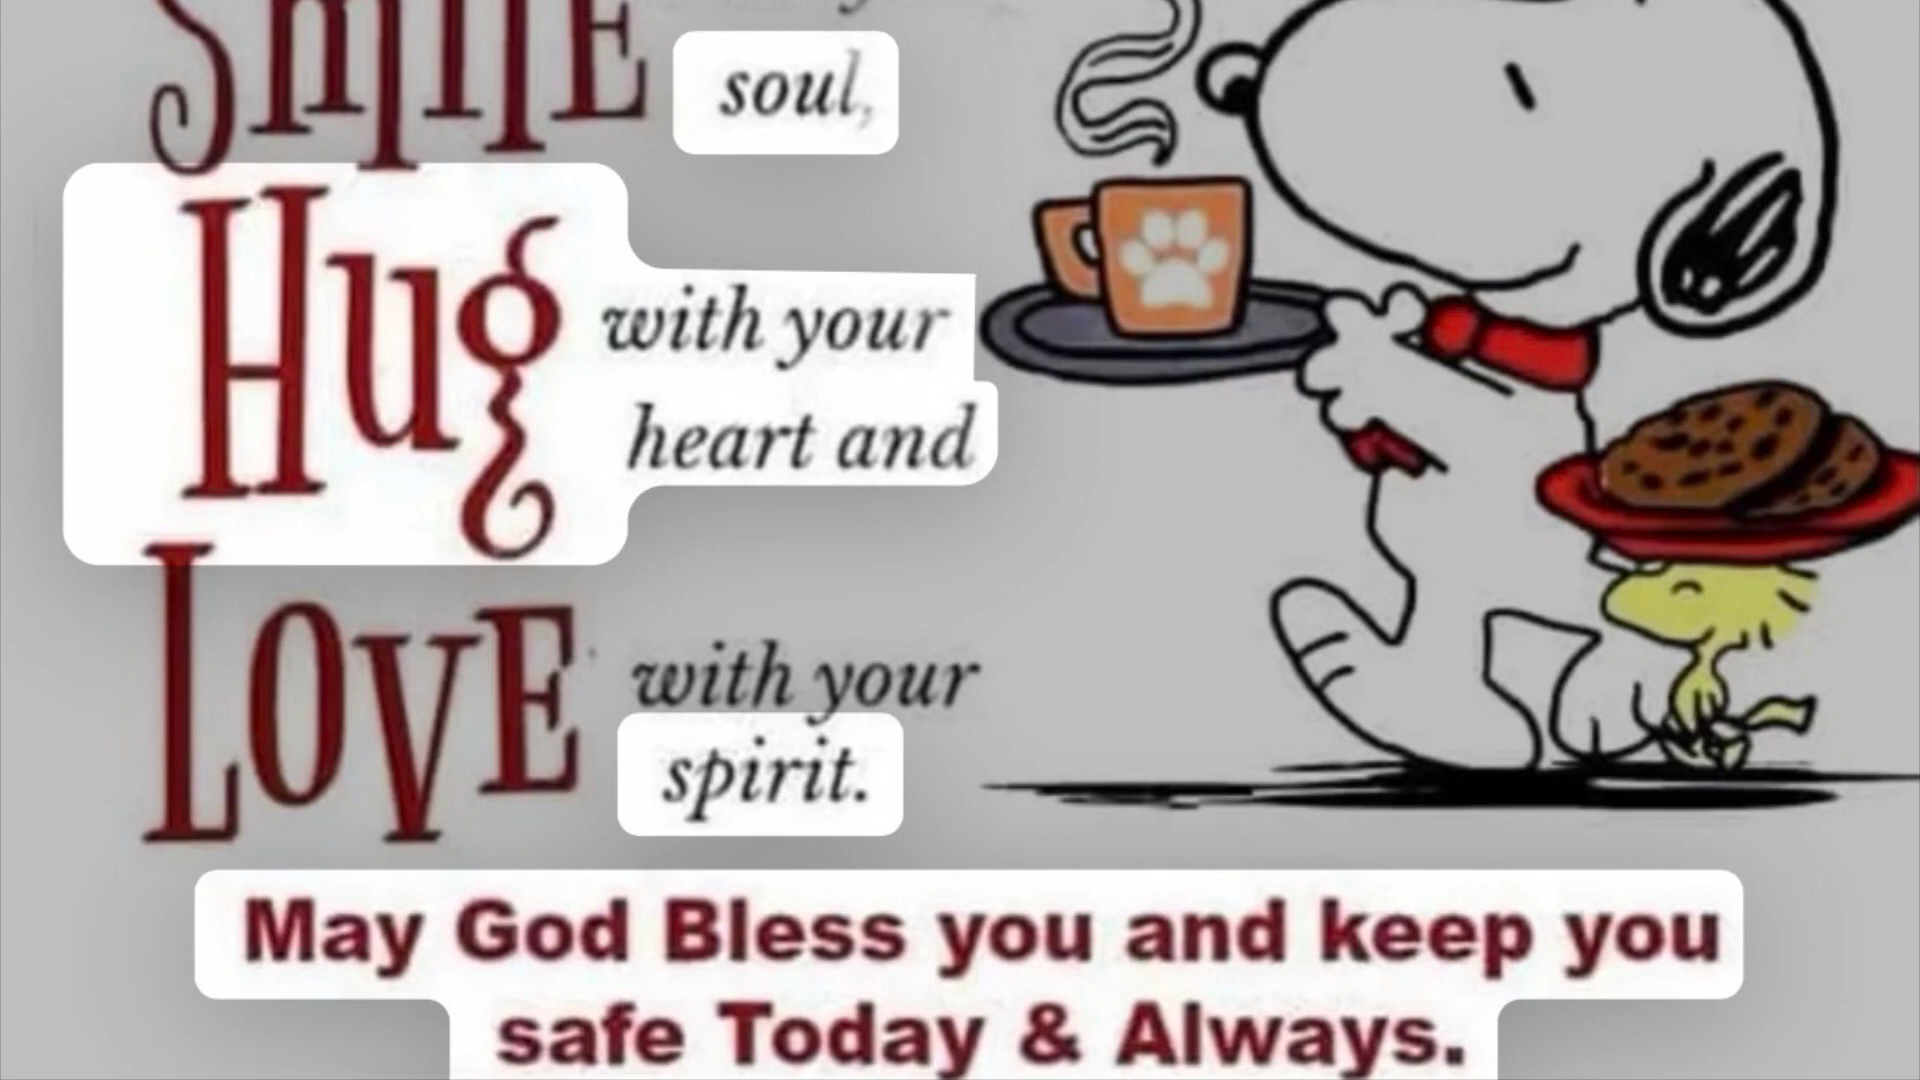 SMILE
soul,
Hug with your
heart and
LOVE with your
spirit.
May God Bless you and keep you
safe Today & Always.